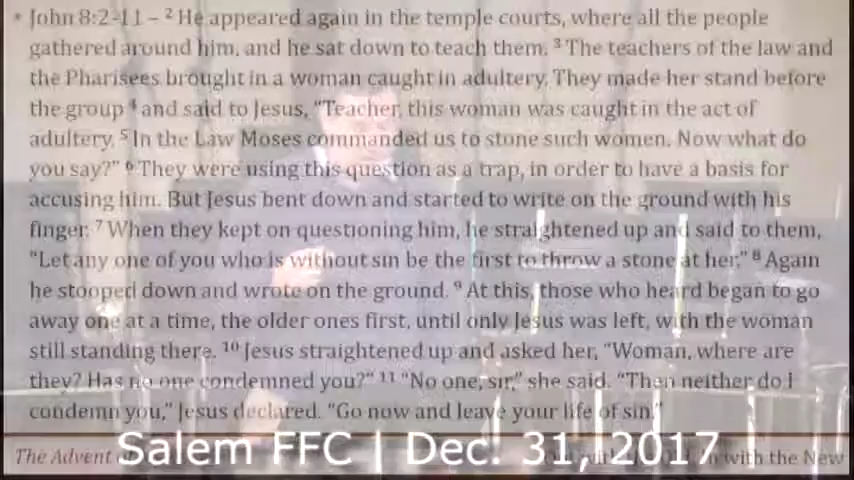 • John 8:2-11 – ² He appeared again in the temple courts, where all the people
gathered around him, and he sat down to teach them. ³ The teachers of the law and
the Pharisees brought in a woman caught in adultery. They made her stand before
the group ⁴ and said to Jesus, “Teacher, this woman was caught in the act of
adultery. ⁵ In the Law Moses commanded us to stone such women. Now what do
you say?” ⁶ They were using this question as a trap, in order to have a basis for
accusing him. But Jesus bent down and started to write on the ground with his
finger. ⁷ When they kept on questioning him, he straightened up and said to them,
“Let any one of you who is without sin be the first to throw a stone at her.” ⁸ Again
he stooped down and wrote on the ground. ⁹ At this, those who heard began to go
away one at a time, the older ones first, until only Jesus was left, with the woman
still standing there. ¹⁰ Jesus straightened up and asked her, “Woman, where are
they? Has no one condemned you?” ¹¹ “No one, sir,” she said. “Then neither do I
condemn you,” Jesus declared. “Go now and leave your life of sin.”
The Advent with the New
Salem FFC | Dec. 31, 2017